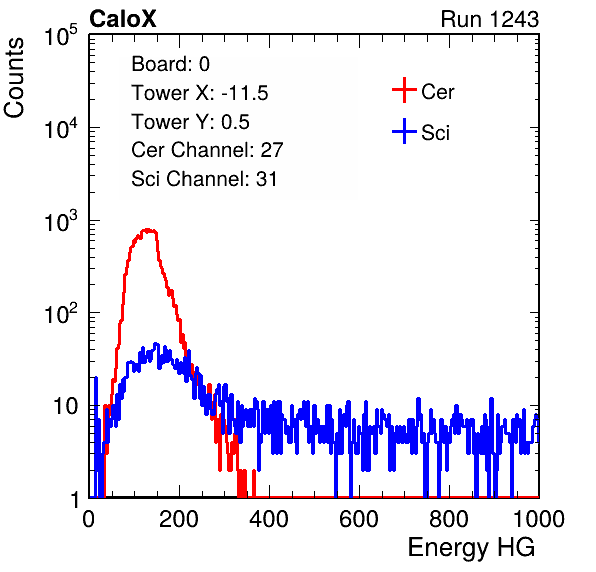 CaloX Run 1243
Counts
Board: 0
Tower X: -11.5
Tower Y: 0.5
Cer Channel: 27
Sci Channel: 31
Cer
Sci
10^5
10^4
10^3
10^2
10
1
0 200 400 600 800 1000
Energy HG